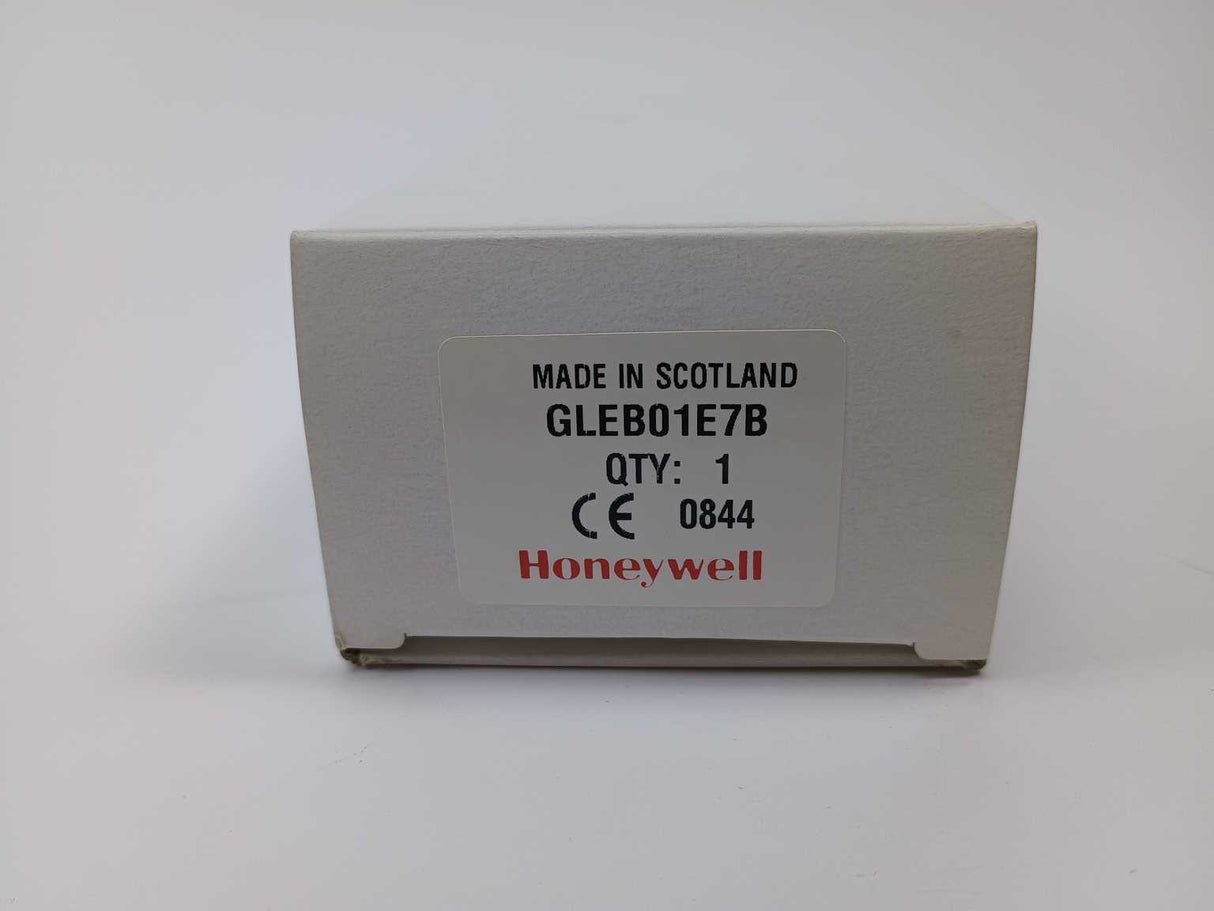 MADE IN SCOTLAND
GLEB01E7B
QTY: 1
CE 0844
Honeywell